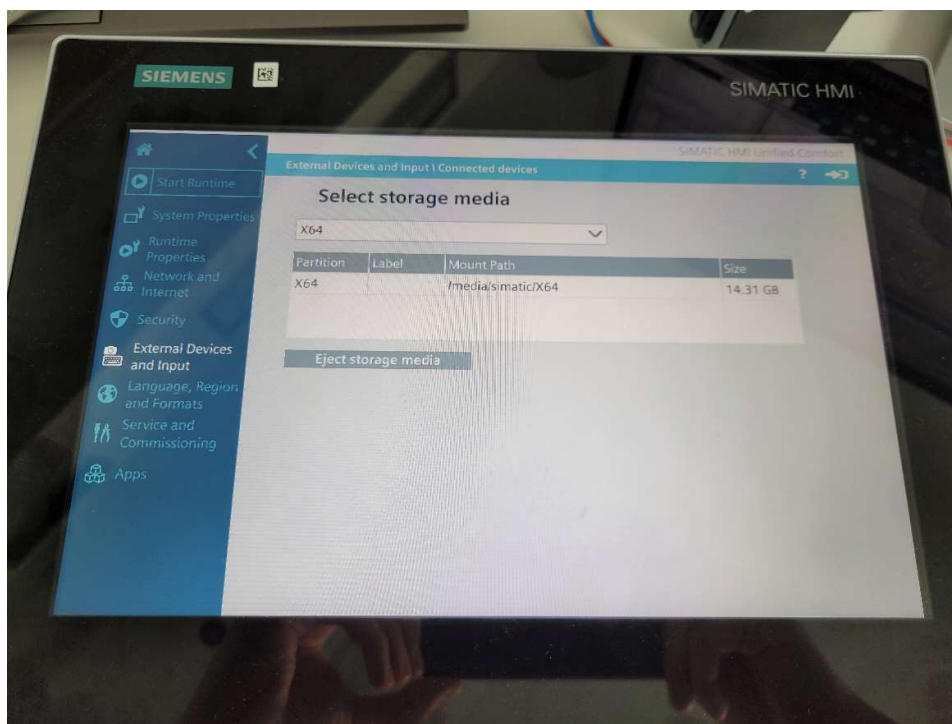 SIEMENS
SIMATIC HMI
SIMATIC HMI Unified Comfort
External Devices and Input \ Connected devices
?
Start Runtime
System Properties
Runtime
Properties
Network and
Internet
Security
External Devices
and Input
Language, Region
and Formats
Service and
Commissioning
Apps
Select storage media
X64
Partition Label Mount Path Size
X64 /media/simatic/X64 14.31 GB
Eject storage media